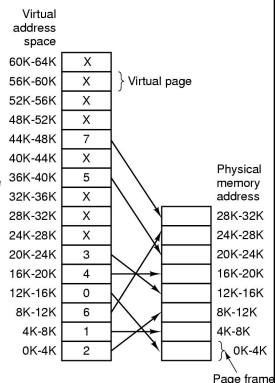 Virtual
address
space
60K-64K X
56K-60K X Virtual page
52K-56K X
48K-52K X
44K-48K 7
40K-44K X
36K-40K 5
32K-36K X
28K-32K X
24K-28K X
20K-24K 3
16K-20K 4
12K-16K 0
8K-12K 6
4K-8K 1
0K-4K 2
Physical
memory
address
28K-32K
24K-28K
20K-24K
16K-20K
12K-16K
8K-12K
4K-8K
0K-4K
Page frame